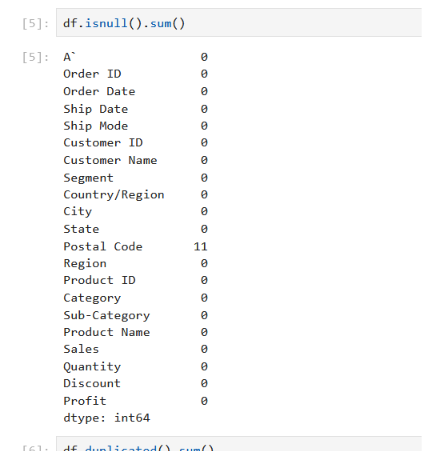 [5]: df.isnull().sum()
[5]: A` 0
Order ID 0
Order Date 0
Ship Date 0
Ship Mode 0
Customer ID 0
Customer Name 0
Segment 0
Country/Region 0
City 0
State 0
Postal Code 11
Region 0
Product ID 0
Category 0
Sub-Category 0
Product Name 0
Sales 0
Quantity 0
Discount 0
Profit 0
dtype: int64
[6]: df.duplicated().sum()